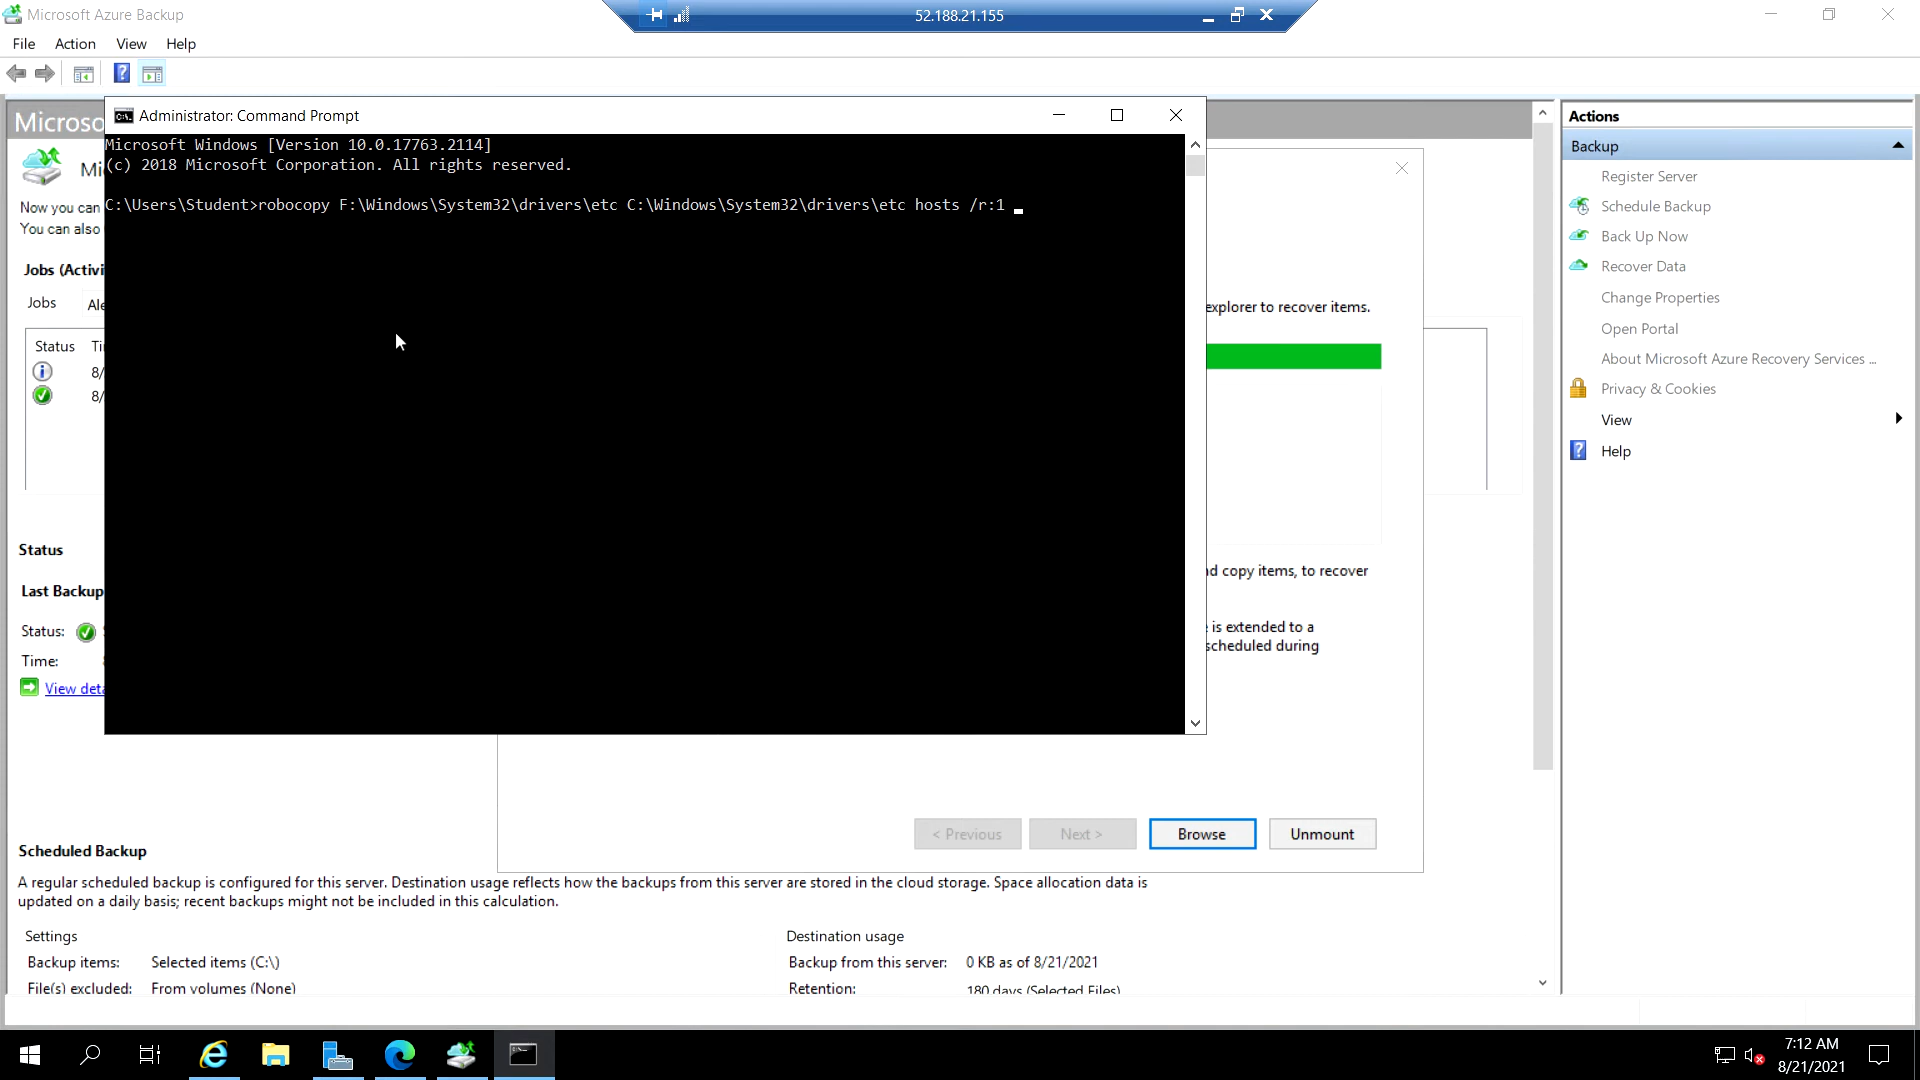 Microsoft Azure Backup
52.188.21.155
File Action View Help
Administrator: Command Prompt
Microsoft Windows [Version 10.0.17763.2114]
(c) 2018 Microsoft Corporation. All rights reserved.
C:\Users\Student>robocopy F:\Windows\System32\drivers\etc C:\Windows\System32\drivers\etc hosts /r:1
Now you can
You can also
Jobs (Activi
Jobs
Status
8/
8/
explorer to recover items.
copy items, to recover
is extended to a
scheduled during
Status
Last Backup
Status:
Time:
View deta
< Previous Next > Browse Unmount
Scheduled Backup
A regular scheduled backup is configured for this server. Destination usage reflects how the backups from this server are stored in the cloud storage. Space allocation data is
updated on a daily basis; recent backups might not be included in this calculation.
Settings
Backup items: Selected items (C:\)
File(s) excluded: From volumes (None)
Destination usage
Backup from this server: 0 KB as of 8/21/2021
Retention: 180 days (Selected Files)
Actions
Backup
Register Server
Schedule Backup
Back Up Now
Recover Data
Change Properties
Open Portal
About Microsoft Azure Recovery Services ...
Privacy & Cookies
View
Help
7:12 AM
8/21/2021